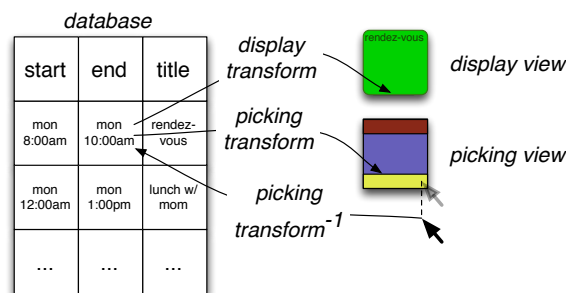 database
start end title
mon
8:00am
mon
10:00am
rendez-
vous
mon
12:00am
mon
1:00pm
lunch w/
mom
... ... ...
display
transform
picking
transform
picking
transform-1
rendez-vous
display view
picking view